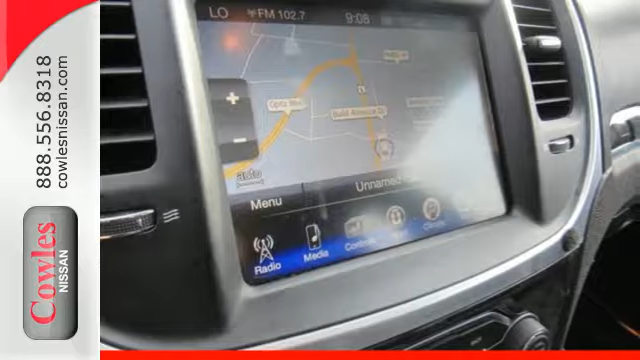 888.556.8318
cowlesnissan.com
Cowles
NISSAN
LO FM 102.7 9:08
+
-
auto
Menu Unnamed
Radio Media Controls Climate